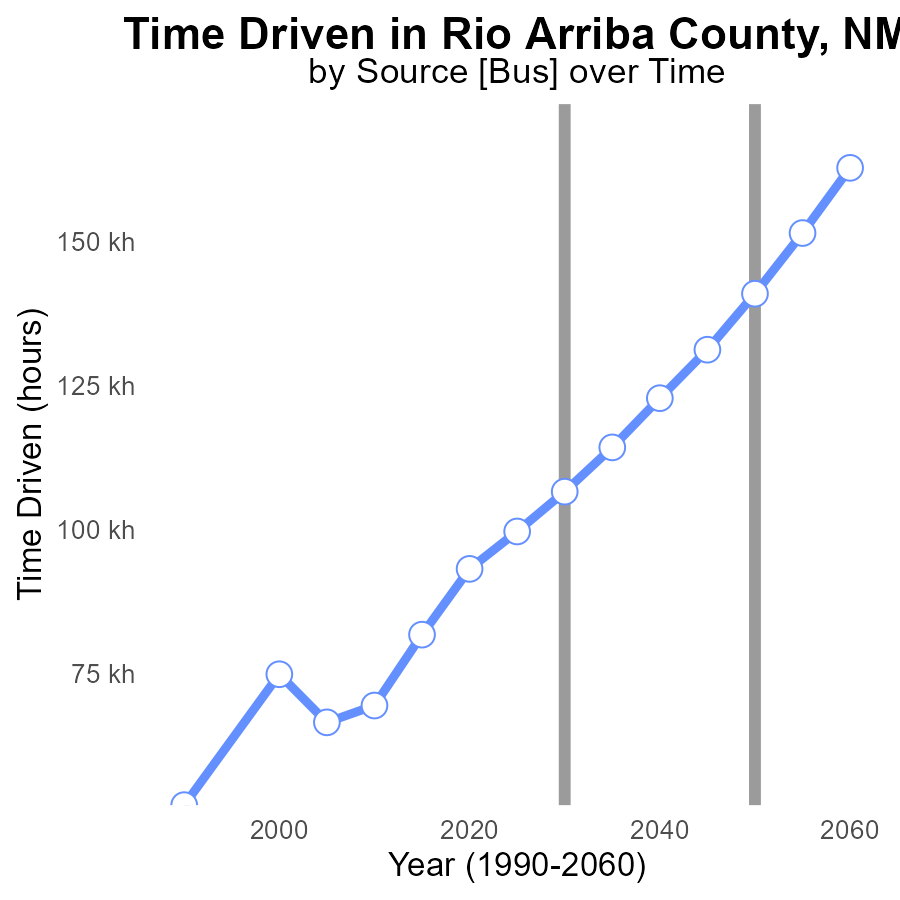 Time Driven in Rio Arriba County, NM
by Source [Bus] over Time
Time Driven (hours)
150 kh
125 kh
100 kh
75 kh
2000
2020
2040
2060
Year (1990-2060)